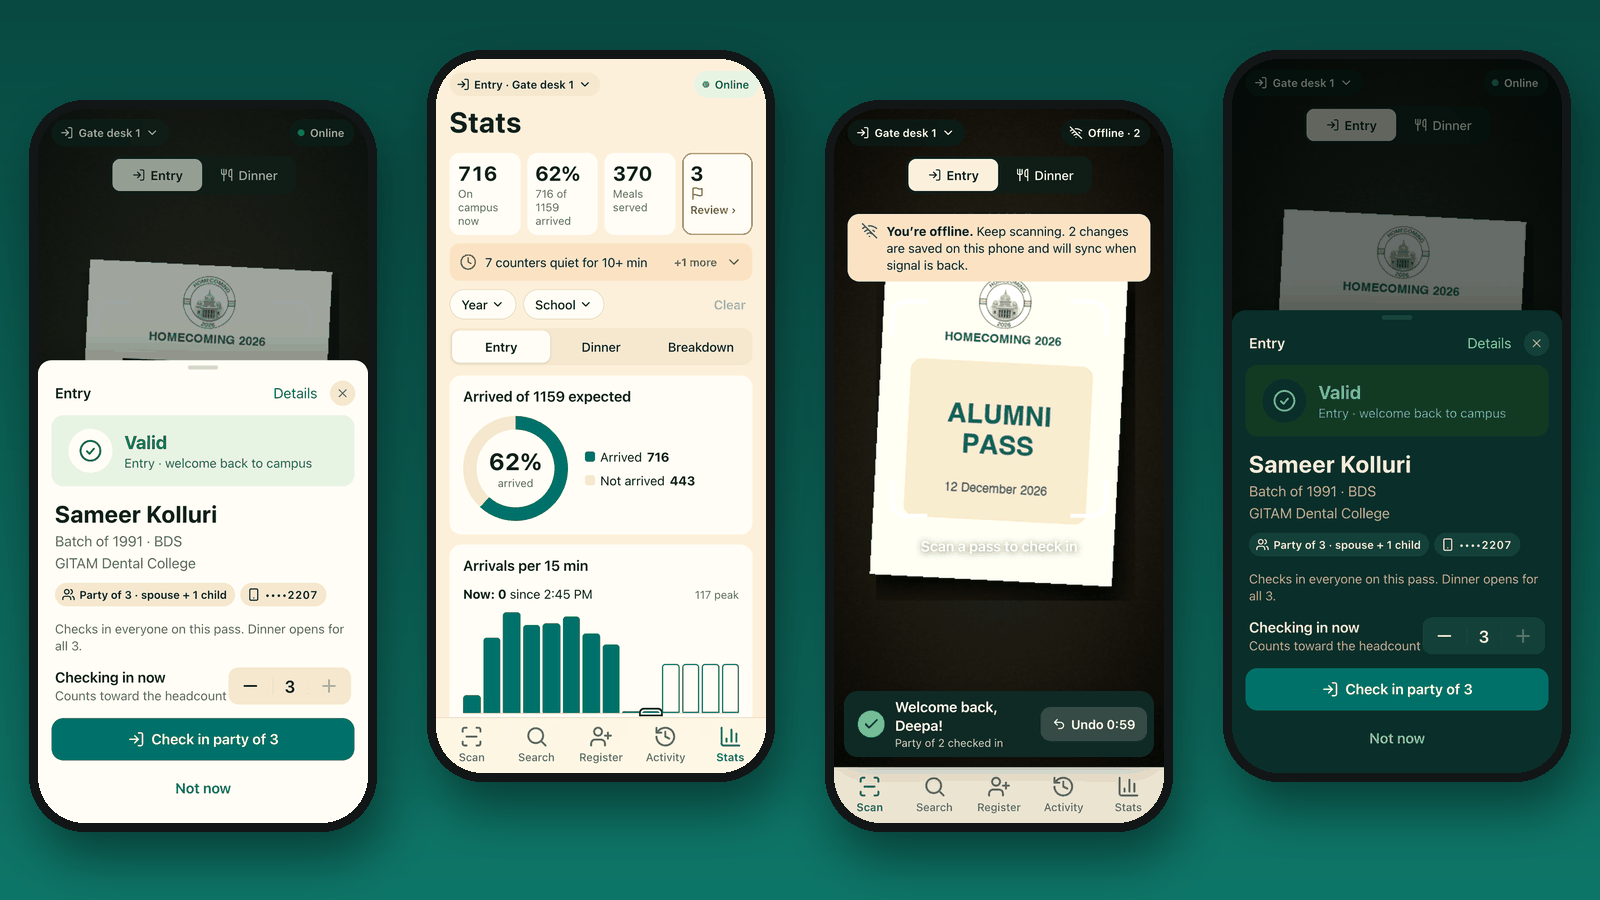 Gate desk 1
Online
Entry
Dinner
HOMECOMING
2026
HOMECOMING 2026
Entry
Details
Valid
Entry · welcome back to campus
Sameer Kolluri
Batch of 1991 · BDS
GITAM Dental College
Party of 3 · spouse + 1 child
••••2207
Checks in everyone on this pass. Dinner opens for
all 3.
Checking in now
Counts toward the headcount
3
Check in party of 3
Not now
Entry · Gate desk 1
Online
Stats
716
On
campus
now
62%
716 of
1159
arrived
370
Meals
served
3
Review ›
7 counters quiet for 10+ min
+1 more
Year
School
Clear
Entry
Dinner
Breakdown
Arrived of 1159 expected
62%
arrived
Arrived 716
Not arrived 443
Arrivals per 15 min
Now: 0 since 2:45 PM
117 peak
Scan
Search
Register
Activity
Stats
Gate desk 1
Offline · 2
Entry
Dinner
You’re offline. Keep scanning. 2 changes
are saved on this phone and will sync when
signal is back.
2026
HOMECOMING 2026
ALUMNI
PASS
12 December 2026
Scan a pass to check in
Welcome back,
Deepa!
Party of 2 checked in
Undo 0:59
Scan
Search
Register
Activity
Stats
Gate desk 1
Online
Entry
Dinner
HOMECOMING
2026
HOMECOMING 2026
Entry
Details
Valid
Entry · welcome back to campus
Sameer Kolluri
Batch of 1991 · BDS
GITAM Dental College
Party of 3 · spouse + 1 child
••••2207
Checks in everyone on this pass. Dinner opens for
all 3.
Checking in now
Counts toward the headcount
3
Check in party of 3
Not now